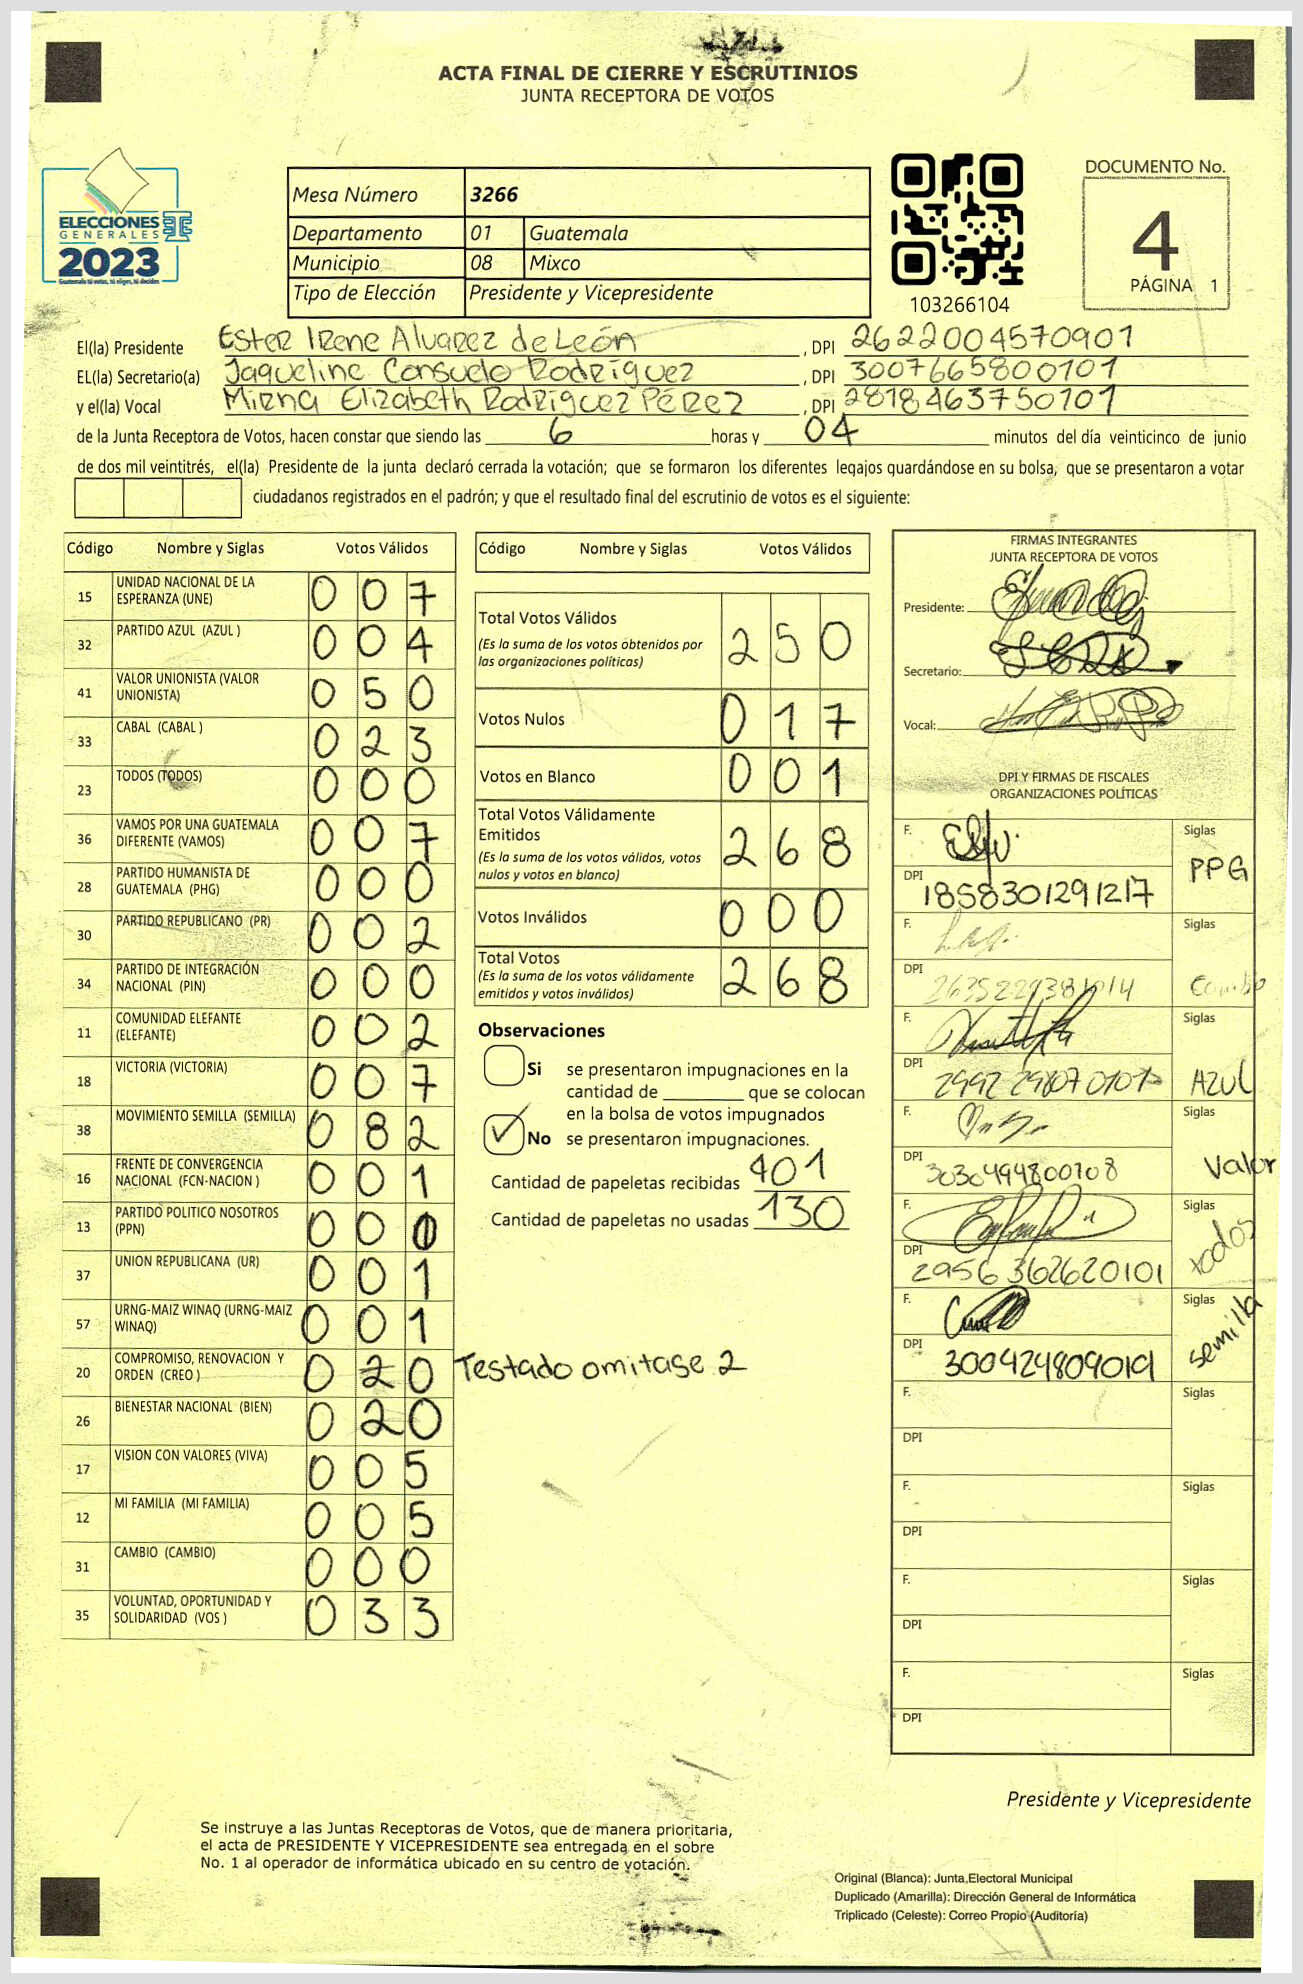 ACTA FINAL DE CIERRE Y ESCRUTINIOS
JUNTA RECEPTORA DE VOTOS
ELECCIONES
GENERALES
2023
Guatemala tú votas, tú eliges, tú decides
Mesa Número 3266
Departamento 01 Guatemala
Municipio 08 Mixco
Tipo de Elección Presidente y Vicepresidente
103266104
DOCUMENTO No.
4
PÁGINA 1
El(la) Presidente Ester Irene Alvarez de León, DPI 2622004570901
EL(la) Secretario(a) Jaqueline Consuelo Rodríguez, DPI 3007665800101
y el(la) Vocal Mirna Elizabeth Rodríguez Pérez, DPI 2818463750101
de la Junta Receptora de Votos, hacen constar que siendo las 6 horas y 04 minutos del día veinticinco de junio
de dos mil veintitrés, el(la) Presidente de la junta declaró cerrada la votación; que se formaron los diferentes legajos guardándose en su bolsa, que se presentaron a votar
ciudadanos registrados en el padrón; y que el resultado final del escrutinio de votos es el siguiente:
Código Nombre y Siglas Votos Válidos
15 UNIDAD NACIONAL DE LA ESPERANZA (UNE) 0 0 7
32 PARTIDO AZUL (AZUL ) 0 0 4
41 VALOR UNIONISTA (VALOR UNIONISTA) 0 5 0
33 CABAL (CABAL ) 0 2 3
23 TODOS (TODOS) 0 0 0
36 VAMOS POR UNA GUATEMALA DIFERENTE (VAMOS) 0 0 7
28 PARTIDO HUMANISTA DE GUATEMALA (PHG) 0 0 0
30 PARTIDO REPUBLICANO (PR) 0 0 2
34 PARTIDO DE INTEGRACIÓN NACIONAL (PIN) 0 0 0
11 COMUNIDAD ELEFANTE (ELEFANTE) 0 0 2
18 VICTORIA (VICTORIA) 0 0 7
38 MOVIMIENTO SEMILLA (SEMILLA) 0 8 2
16 FRENTE DE CONVERGENCIA NACIONAL (FCN-NACION ) 0 0 1
13 PARTIDO POLITICO NOSOTROS (PPN) 0 0 0
37 UNION REPUBLICANA (UR) 0 0 1
57 URNG-MAIZ WINAQ (URNG-MAIZ WINAQ) 0 0 1
20 COMPROMISO, RENOVACION Y ORDEN (CREO ) 0 2 0 Testado omitase 2
26 BIENESTAR NACIONAL (BIEN) 0 2 0
17 VISION CON VALORES (VIVA) 0 0 5
12 MI FAMILIA (MI FAMILIA) 0 0 5
31 CAMBIO (CAMBIO) 0 0 0
35 VOLUNTAD, OPORTUNIDAD Y SOLIDARIDAD (VOS ) 0 3 3
Código Nombre y Siglas Votos Válidos
Total Votos Válidos
(Es la suma de los votos obtenidos por
las organizaciones políticas) 2 5 0
Votos Nulos 0 1 7
Votos en Blanco 0 0 1
Total Votos Válidamente
Emitidos
(Es la suma de los votos válidos, votos
nulos y votos en blanco) 2 6 8
Votos Inválidos 0 0 0
Total Votos
(Es la suma de los votos válidamente
emitidos y votos inválidos) 2 6 8
Observaciones
Si se presentaron impugnaciones en la
cantidad de ________ que se colocan
en la bolsa de votos impugnados
No se presentaron impugnaciones.
Cantidad de papeletas recibidas 401
Cantidad de papeletas no usadas 130
FIRMAS INTEGRANTES
JUNTA RECEPTORA DE VOTOS
Presidente:
Secretario:
Vocal:
DPI Y FIRMAS DE FISCALES
ORGANIZACIONES POLÍTICAS
F. Siglas
DPI 1858301291217 PPG
F. Siglas
DPI Cambio
F. Siglas
DPI AZUL
F. Siglas
DPI 3030494800108 Valor
F. Siglas
DPI 2956362620101 todos
F. Siglas
DPI 300424809019 semilla
F. Siglas
DPI
F. Siglas
DPI
F. Siglas
DPI
F. Siglas
DPI
Presidente y Vicepresidente
Se instruye a las Juntas Receptoras de Votos, que de manera prioritaria,
el acta de PRESIDENTE Y VICEPRESIDENTE sea entregada en el sobre
No. 1 al operador de informática ubicado en su centro de votación.
Original (Blanca): Junta Electoral Municipal
Duplicado (Amarilla): Dirección General de Informática
Triplicado (Celeste): Correo Propio (Auditoría)